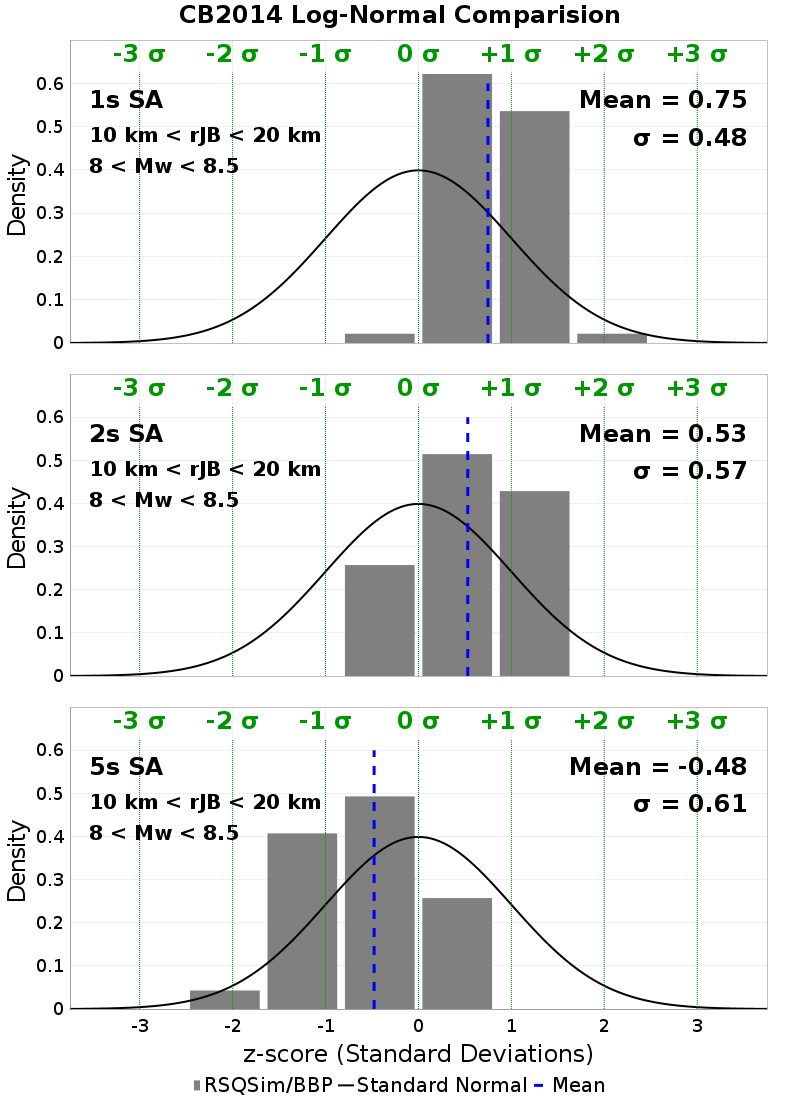 CB2014 Log-Normal Comparision
-3 σ -2 σ -1 σ 0 σ +1 σ +2 σ +3 σ
0.6
1s SA
Mean = 0.75
0.5
10 km < rJB < 20 km
σ = 0.48
0.4
8 < Mw < 8.5
0.3
0.2
0.1
0
Density
-3 σ -2 σ -1 σ 0 σ +1 σ +2 σ +3 σ
0.6
2s SA
Mean = 0.53
0.5
10 km < rJB < 20 km
σ = 0.57
0.4
8 < Mw < 8.5
0.3
0.2
0.1
0
Density
-3 σ -2 σ -1 σ 0 σ +1 σ +2 σ +3 σ
0.6
5s SA
Mean = -0.48
0.5
10 km < rJB < 20 km
σ = 0.61
0.4
8 < Mw < 8.5
0.3
0.2
0.1
0
Density
-3 -2 -1 0 1 2 3
z-score (Standard Deviations)
RSQSim/BBP Standard Normal Mean